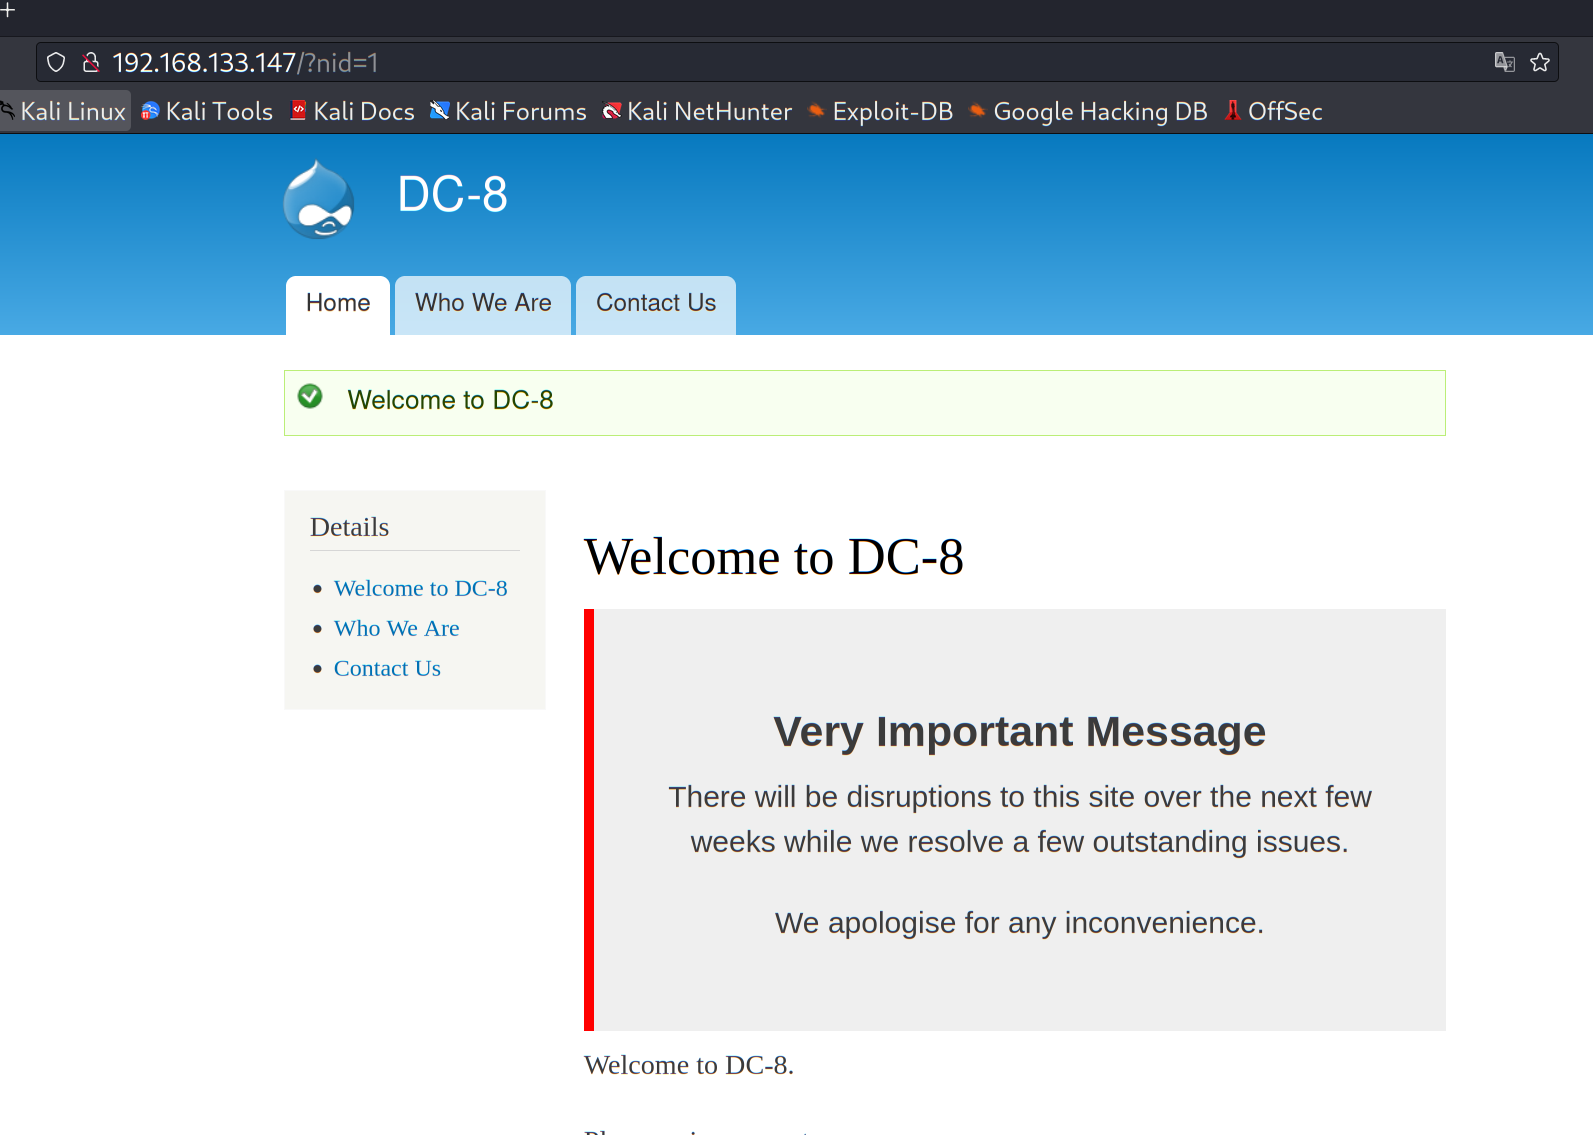 192.168.133.147/?nid=1
Kali Linux Kali Tools Kali Docs Kali Forums Kali NetHunter Exploit-DB Google Hacking DB OffSec
DC-8
Home Who We Are Contact Us
Welcome to DC-8
Details
Welcome to DC-8
Who We Are
Contact Us
Welcome to DC-8
Very Important Message
There will be disruptions to this site over the next few
weeks while we resolve a few outstanding issues.
We apologise for any inconvenience.
Welcome to DC-8.